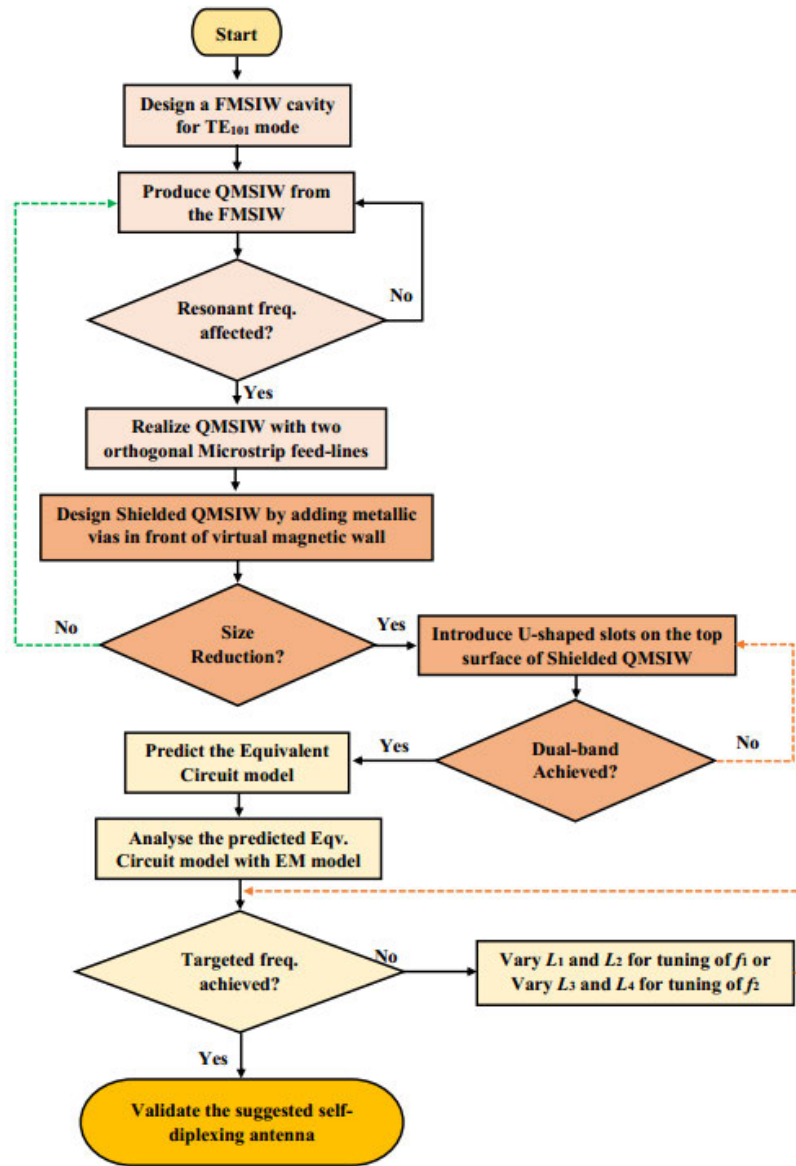 Start
Design a FMSIW cavity
for TE₁₀₁ mode
Produce QMSIW from
the FMSIW
No
Resonant freq.
affected?
Yes
Realize QMSIW with two
orthogonal Microstrip feed-lines
Design Shielded QMSIW by adding metallic
vias in front of virtual magnetic wall
No
Size
Reduction?
Yes
Introduce U-shaped slots on the top
surface of Shielded QMSIW
Dual-band
Achieved?
No
Yes
Predict the Equivalent
Circuit model
Analyse the predicted Eqv.
Circuit model with EM model
Targeted freq.
achieved?
No
Vary L₁ and L₂ for tuning of f₁ or
Vary L₃ and L₄ for tuning of f₂
Yes
Validate the suggested self-
diplexing antenna